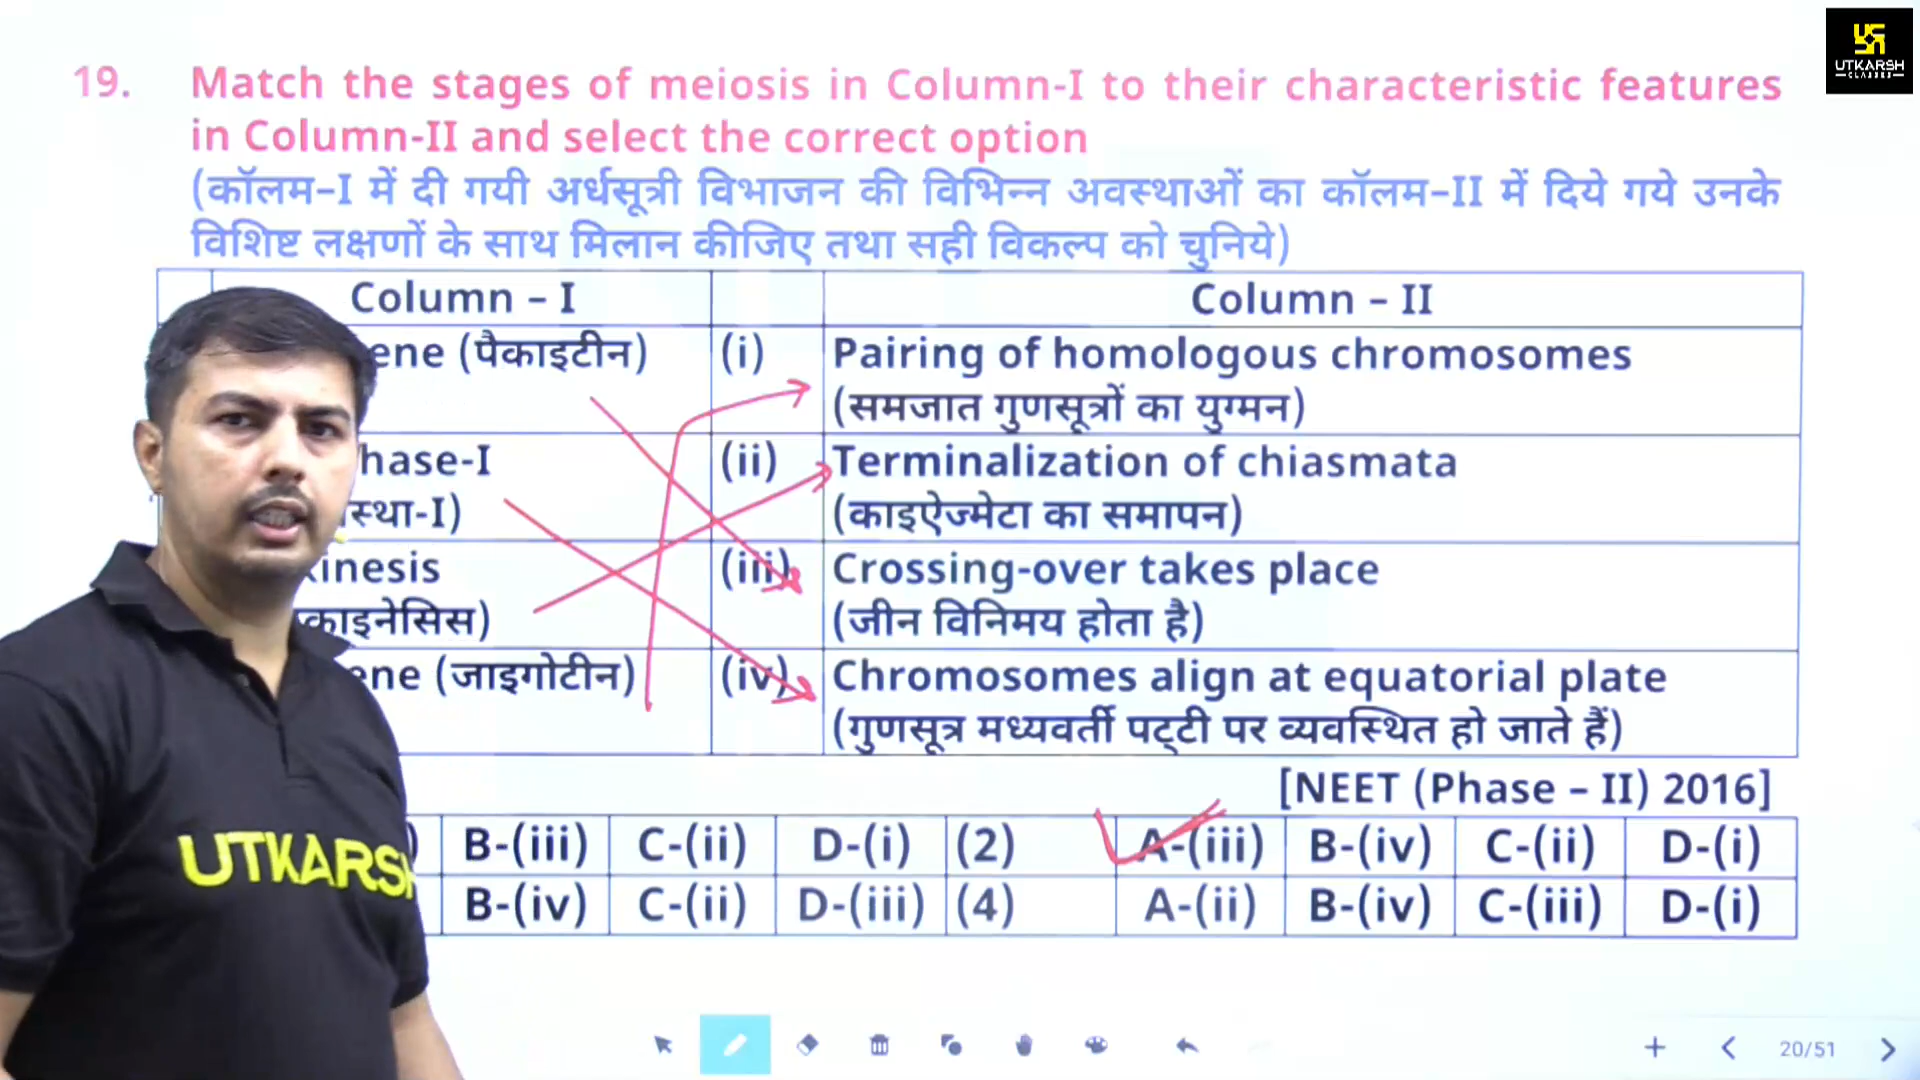 UTKARSH
CLASSES
19. Match the stages of meiosis in Column-I to their characteristic features
in Column-II and select the correct option
(कॉलम–I में दी गयी अर्धसूत्री विभाजन की विभिन्न अवस्थाओं का कॉलम–II में दिये गये उनके
विशिष्ट लक्षणों के साथ मिलान कीजिए तथा सही विकल्प को चुनिये)
Column – I Column – II
ene (पैकाइटीन) (i) Pairing of homologous chromosomes
(समजात गुणसूत्रों का युग्मन)
hase-I (ii) Terminalization of chiasmata
स्था-I) (काइऐज्मेटा का समापन)
kinesis (iii) Crossing-over takes place
काइनेसिस) (जीन विनिमय होता है)
ene (जाइगोटीन) (iv) Chromosomes align at equatorial plate
(गुणसूत्र मध्यवर्ती पट्टी पर व्यवस्थित हो जाते हैं)
[NEET (Phase – II) 2016]
) B-(iii) C-(ii) D-(i) (2) A-(iii) B-(iv) C-(ii) D-(i)
B-(iv) C-(ii) D-(iii) (4) A-(ii) B-(iv) C-(iii) D-(i)
UTKARSH
20/51